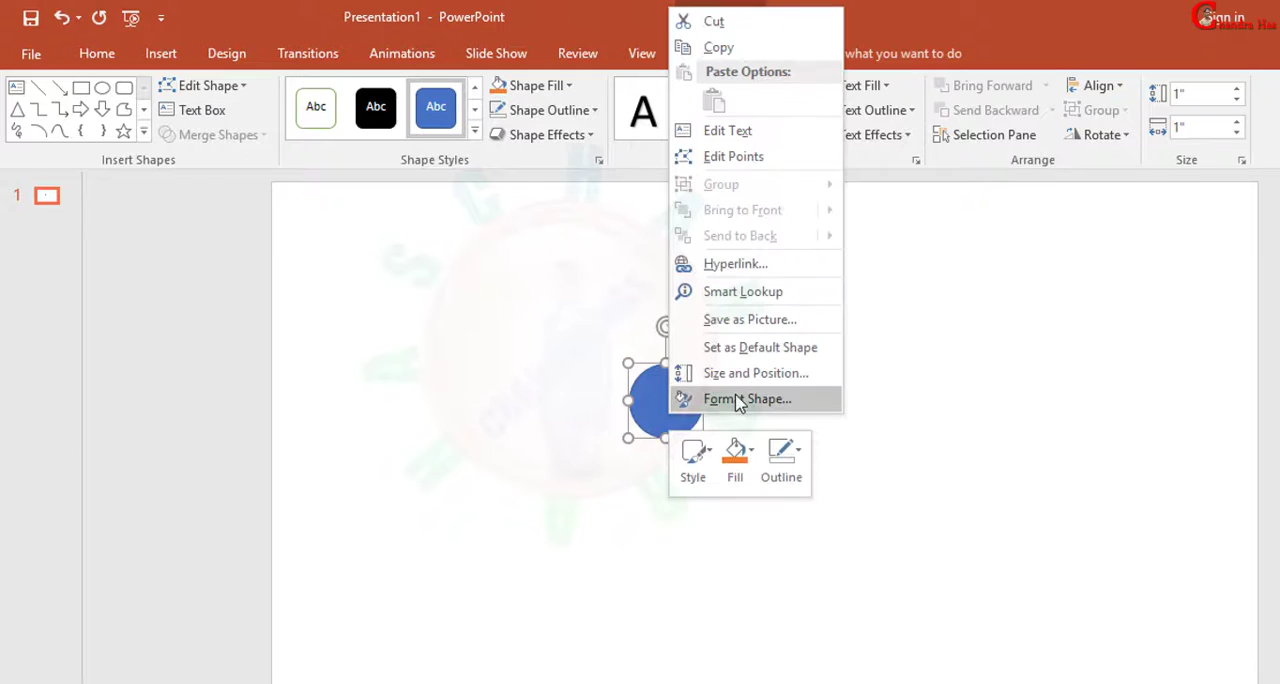 Presentation1 - PowerPoint
Sign in
File Home Insert Design Transitions Animations Slide Show Review View what you want to do
Edit Shape
Text Box
Merge Shapes
Insert Shapes
Abc Abc Abc
Shape Fill
Shape Outline
Shape Effects
Shape Styles
A
Text Outline
Text Effects
Bring Forward
Send Backward
Selection Pane
Align
Group
Rotate
Arrange
1"
1"
Size
1
Cut
Copy
Paste Options:
Edit Text
Edit Points
Group
Bring to Front
Send to Back
Hyperlink...
Smart Lookup
Save as Picture...
Set as Default Shape
Size and Position...
Format Shape...
Style Fill Outline